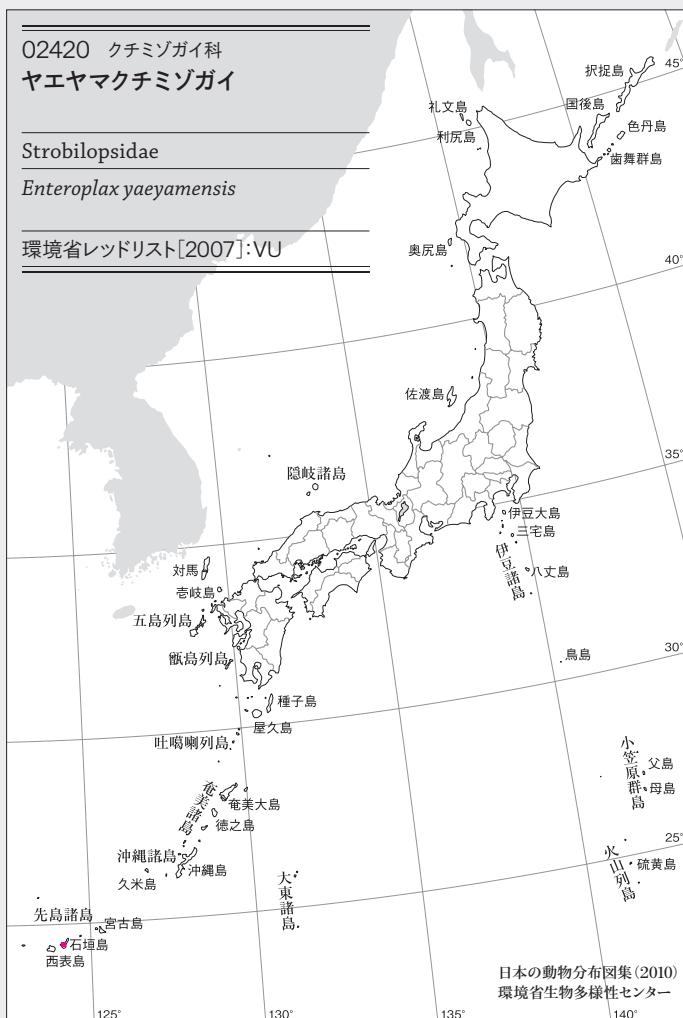 02420 クチミゾガイ科
ヤエヤマクチミゾガイ
Strobilopsidae
Enteroplax yaeyamensis
環境省レッドリスト[2007]:VU
45°
択捉島
国後島
礼文島
色丹島
利尻島
歯舞群島
奥尻島
40°
佐渡島
35°
隠岐諸島
伊豆大島
三宅島
伊豆諸島
八丈島
対馬
壱岐島
五島列島
甑島列島
鳥島
30°
種子島
屋久島
吐噶喇列島
小笠原群島
父島
母島
奄美諸島
奄美大島
徳之島
沖縄諸島
沖縄島
久米島
25°
火山列島
硫黄島
大東諸島
先島諸島
宮古島
石垣島
西表島
日本の動物分布図集(2010)
環境省生物多様性センター
125°
130°
135°
140°